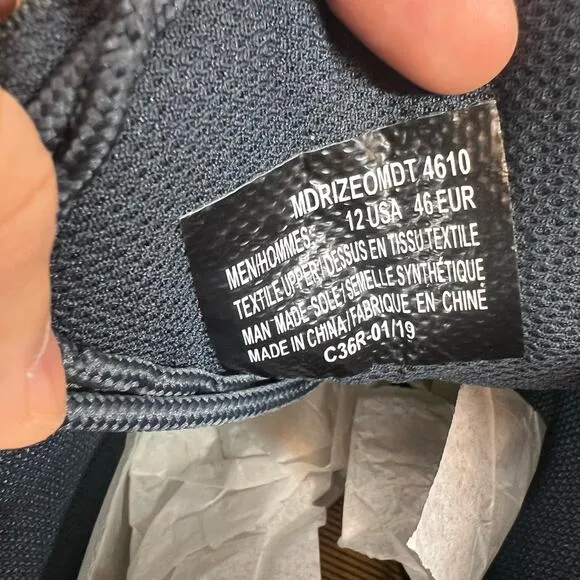 MDRIZEOMDT 4610
MEN/HOMMES: 12 USA 46 EUR
TEXTILE UPPER/DESSUS EN TISSU TEXTILE
MAN MADE SOLE/SEMELLE SYNTHÉTIQUE
MADE IN CHINA/FABRIQUE EN CHINE
C36R-01/19